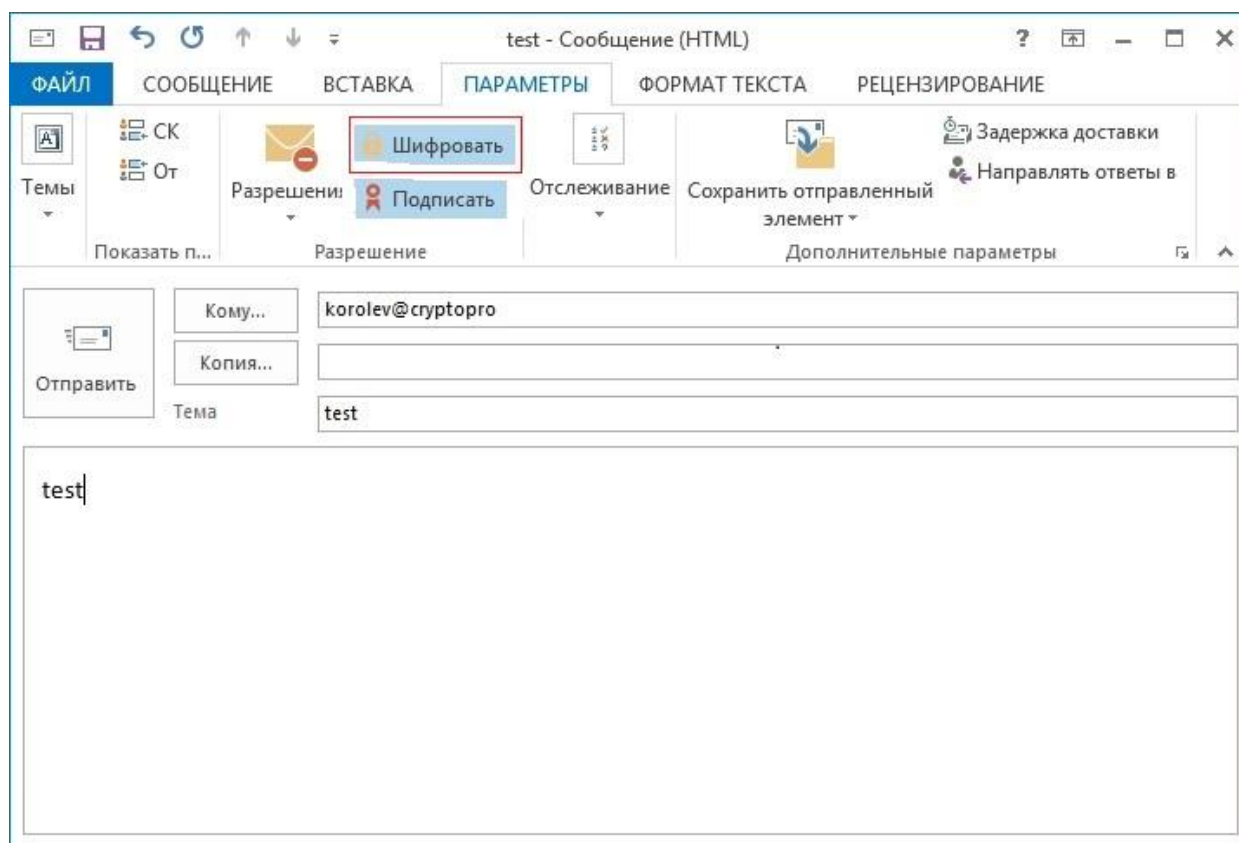 test - Сообщение (HTML)
?
ФАЙЛ СООБЩЕНИЕ ВСТАВКА ПАРАМЕТРЫ ФОРМАТ ТЕКСТА РЕЦЕНЗИРОВАНИЕ
Темы
СК
От
Показать п...
Разрешени
Шифровать
Подписать
Разрешение
Отслеживание
Сохранить отправленный
элемент
Задержка доставки
Направлять ответы в
Дополнительные параметры
Отправить
Кому... korolev@cryptopro
Копия...
Тема test
test